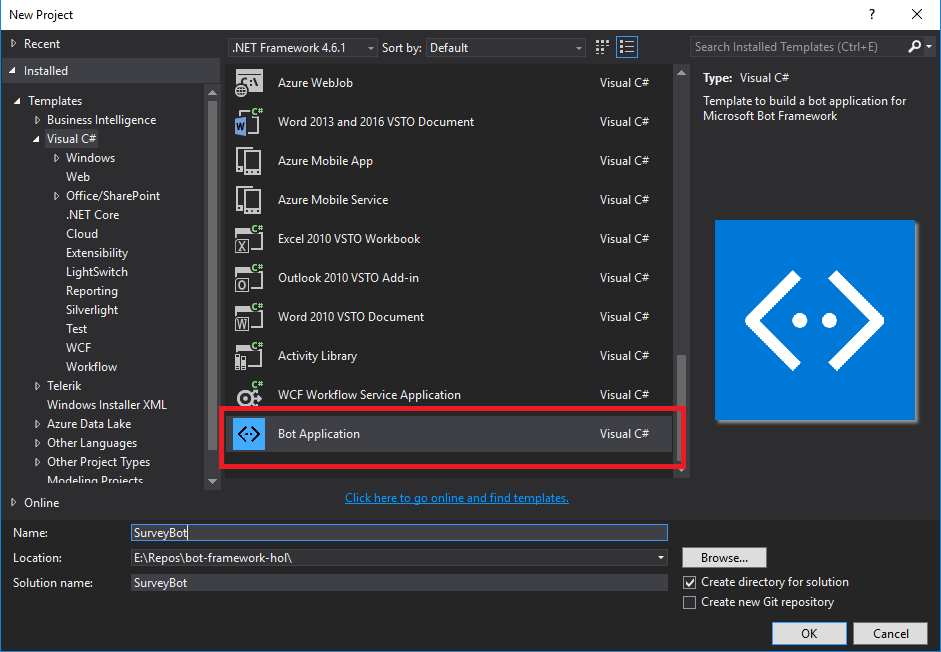 New Project
Recent
Installed
Templates
Business Intelligence
Visual C#
Windows
Web
Office/SharePoint
.NET Core
Cloud
Extensibility
LightSwitch
Reporting
Silverlight
Test
WCF
Workflow
Telerik
Windows Installer XML
Azure Data Lake
Other Languages
Other Project Types
Modeling Projects
Online
.NET Framework 4.6.1 Sort by: Default
Azure WebJob Visual C#
Word 2013 and 2016 VSTO Document Visual C#
Azure Mobile App Visual C#
Azure Mobile Service Visual C#
Excel 2010 VSTO Workbook Visual C#
Outlook 2010 VSTO Add-in Visual C#
Word 2010 VSTO Document Visual C#
Activity Library Visual C#
WCF Workflow Service Application Visual C#
Bot Application Visual C#
Click here to go online and find templates.
Search Installed Templates (Ctrl+E)
Type: Visual C#
Template to build a bot application for
Microsoft Bot Framework
Name: SurveyBot
Location: E:\Repos\bot-framework-hol\ Browse...
Solution name: SurveyBot
Create directory for solution
Create new Git repository
OK Cancel